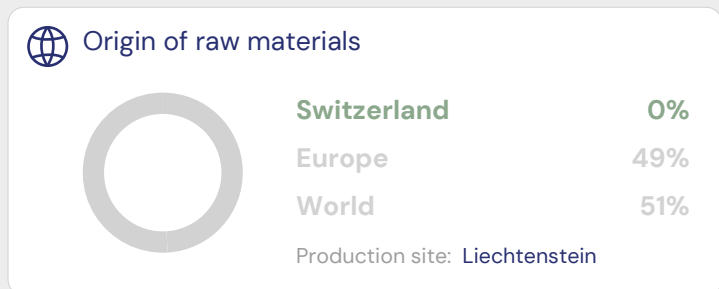 Origin of raw materials
Switzerland 0%
Europe 49%
World 51%
Production site: Liechtenstein